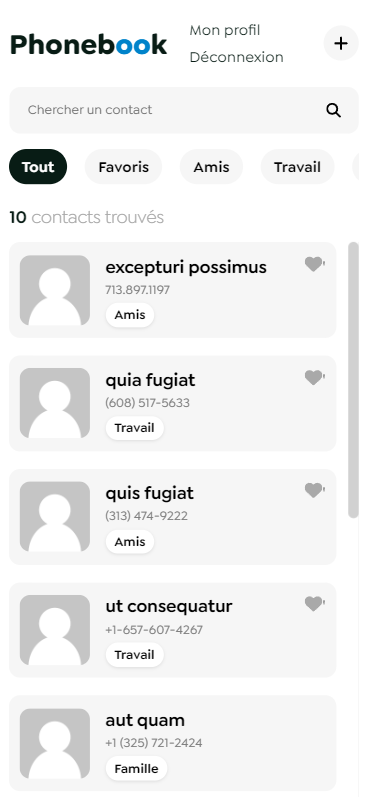 Phonebook
Mon profil
Déconnexion
Chercher un contact
Tout
Favoris
Amis
Travail
10 contacts trouvés
excepturi possimus
713.897.1197
Amis
quia fugiat
(608) 517-5633
Travail
quis fugiat
(313) 474-9222
Amis
ut consequatur
+1-657-607-4267
Travail
aut quam
+1 (325) 721-2424
Famille